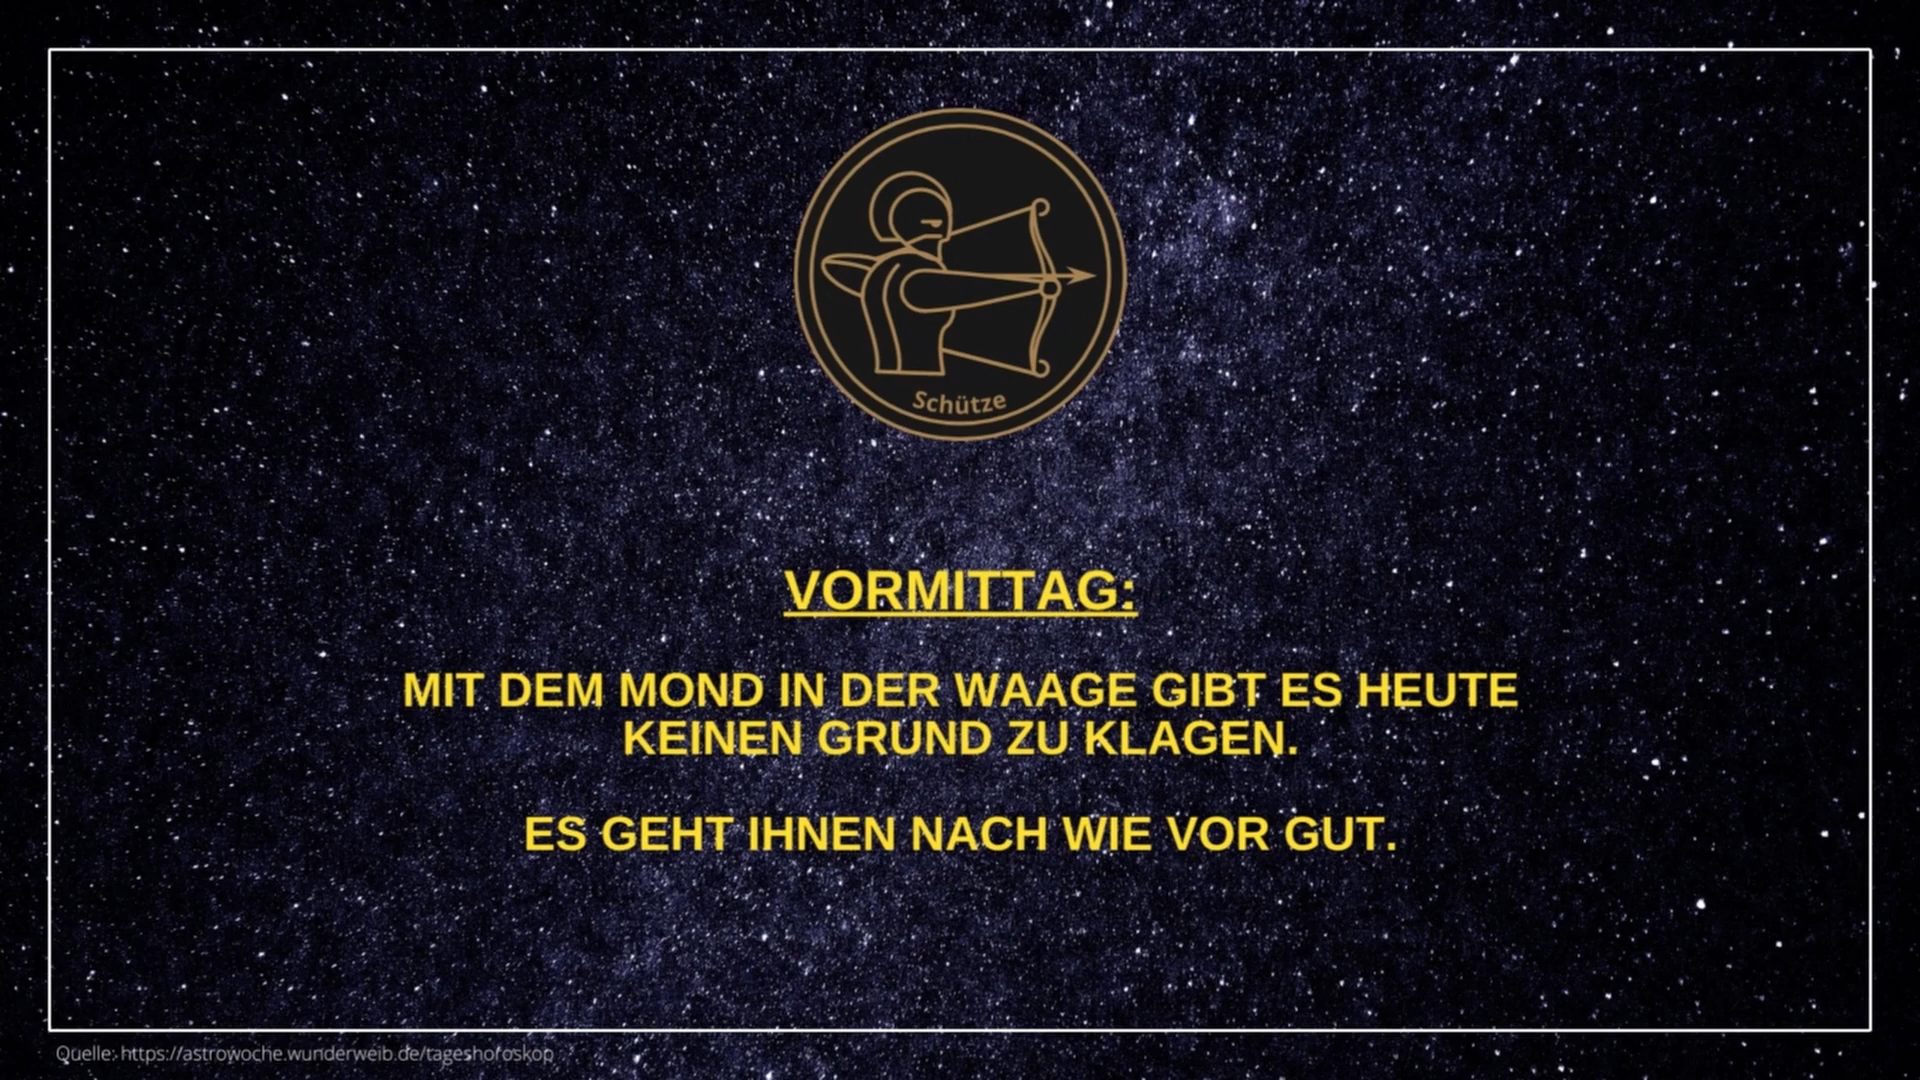 Schütze
VORMITTAG:
MIT DEM MOND IN DER WAAGE GIBT ES HEUTE
KEINEN GRUND ZU KLAGEN.
ES GEHT IHNEN NACH WIE VOR GUT.
Quelle: https://astrowoche.wunderweib.de/tageshoroskop